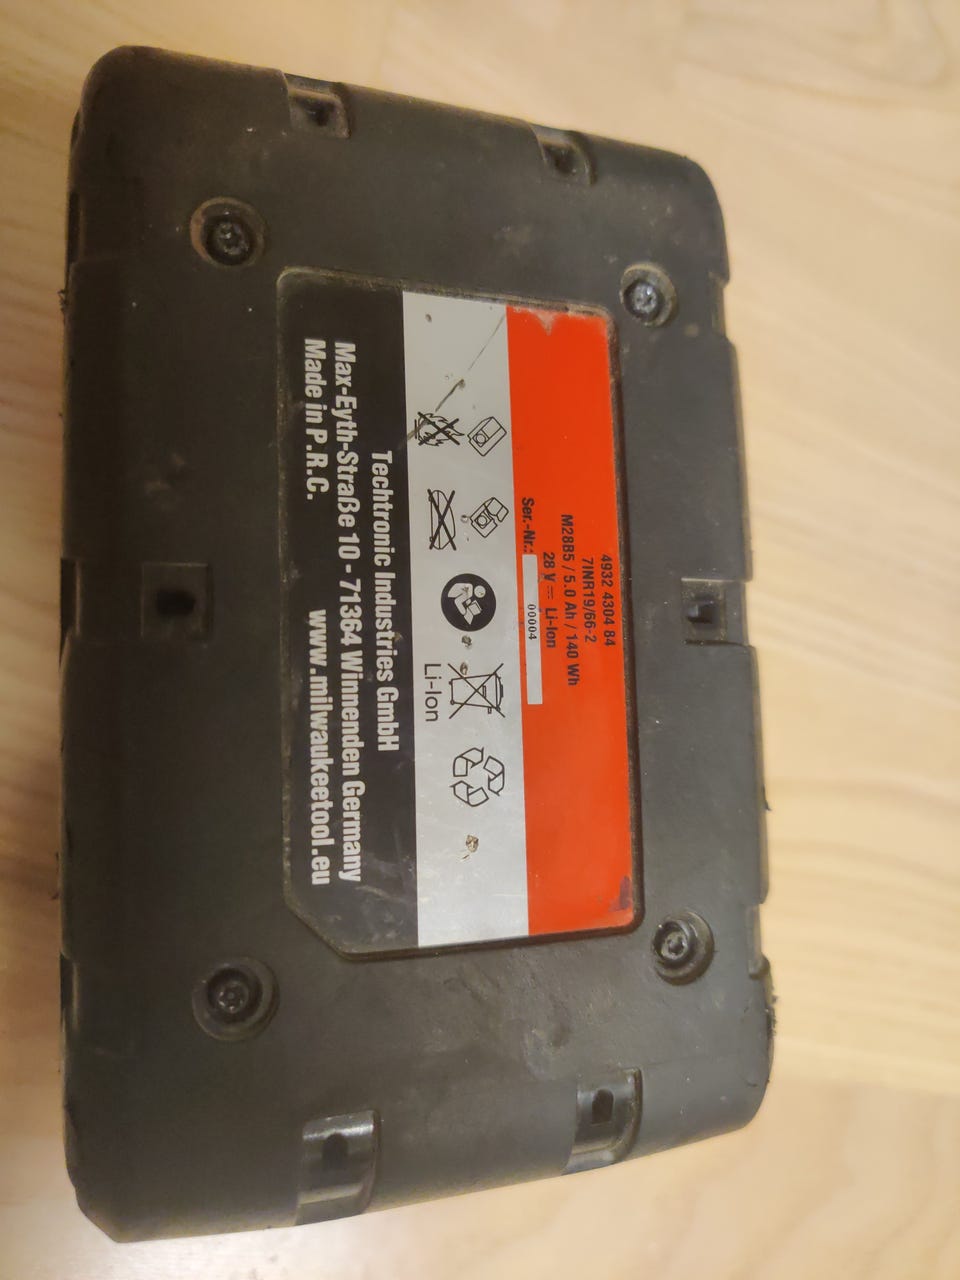 4932 4304 84
7INR19/66-2
M28B5 / 5.0 Ah / 140 Wh
28 V ⎓ Li-Ion
Ser.-Nr.: 00004
Li-Ion
Techtronic Industries GmbH
Max-Eyth-Straße 10 - 71364 Winnenden Germany
Made in P.R.C. www.milwaukeetool.eu